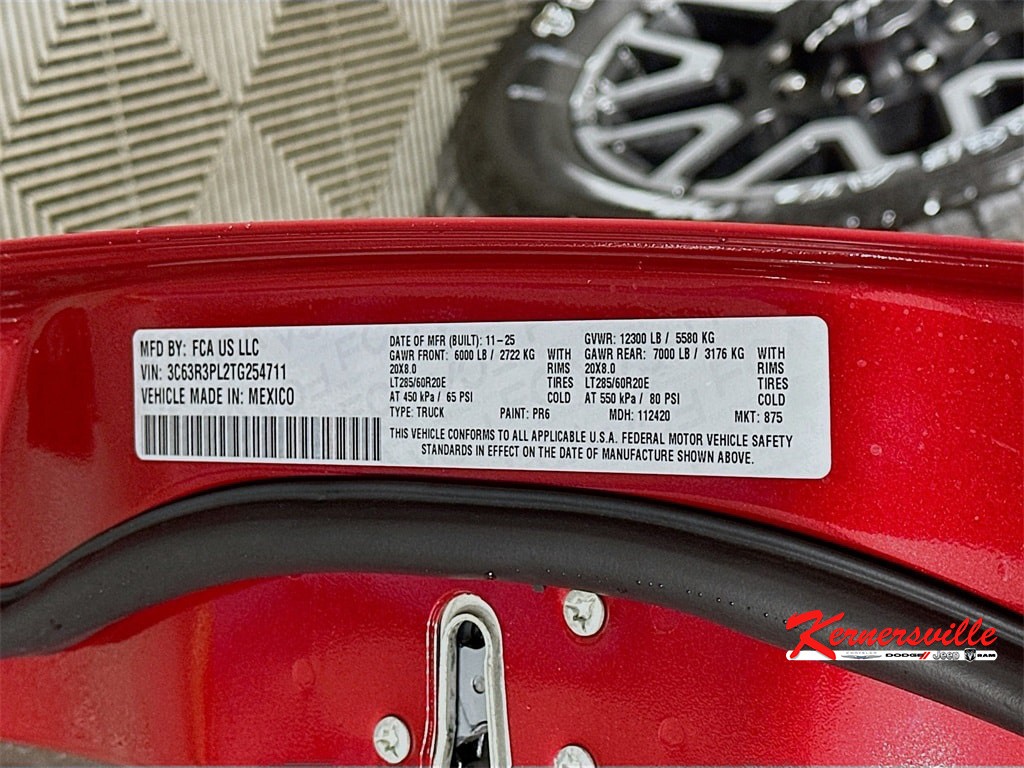 MFD BY: FCA US LLC
VIN: 3C63R3PL2TG254711
VEHICLE MADE IN: MEXICO
DATE OF MFR (BUILT): 11-25
GAWR FRONT: 6000 LB / 2722 KG WITH
20X8.0 RIMS
LT285/60R20E TIRES
AT 450 kPa / 65 PSI COLD
GVWR: 12300 LB / 5580 KG
GAWR REAR: 7000 LB / 3176 KG WITH
20X8.0 RIMS
LT285/60R20E TIRES
AT 550 kPa / 80 PSI COLD
TYPE: TRUCK PAINT: PR6 MDH: 112420 MKT: 875
THIS VEHICLE CONFORMS TO ALL APPLICABLE U.S.A. FEDERAL MOTOR VEHICLE SAFETY
STANDARDS IN EFFECT ON THE DATE OF MANUFACTURE SHOWN ABOVE.
Kernersville
CHRYSLER DODGE Jeep RAM